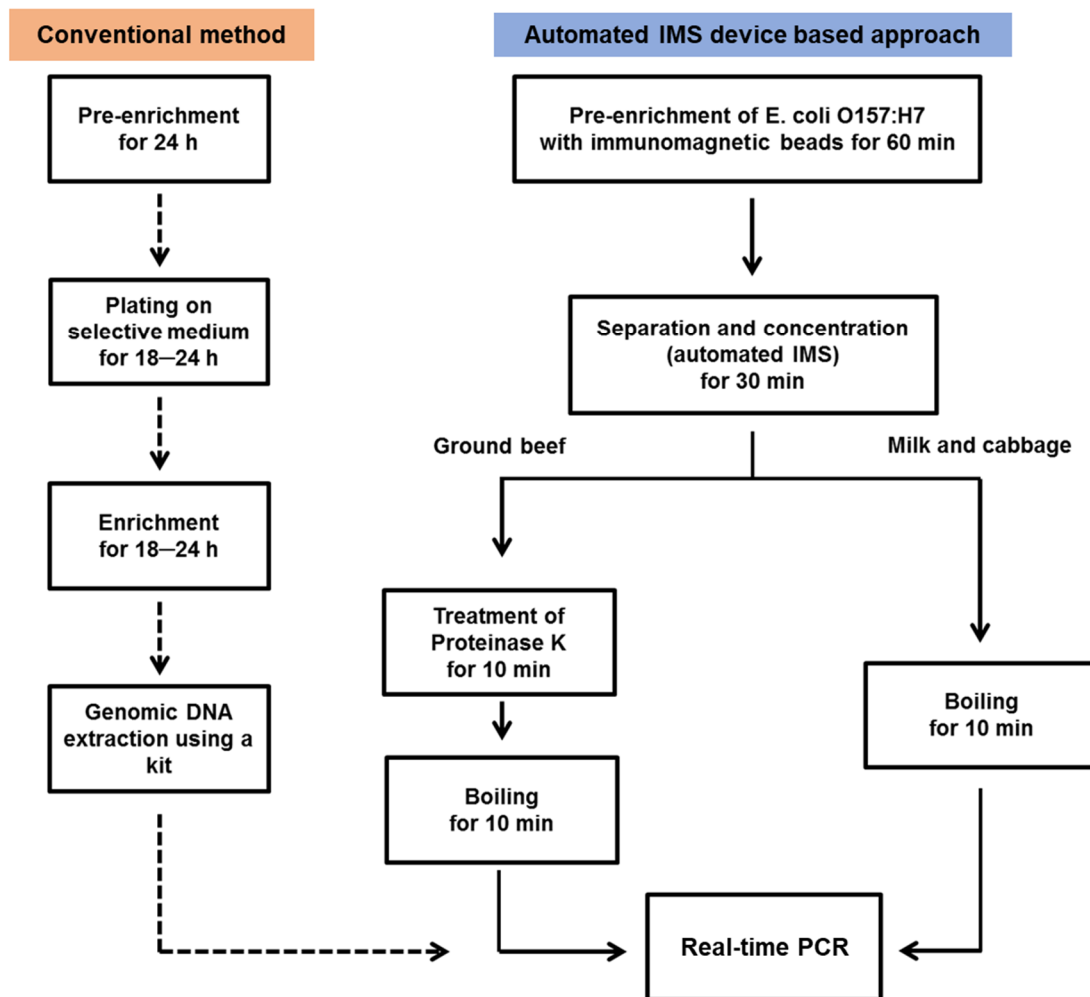 Conventional method
Pre-enrichment
for 24 h
Plating on
selective medium
for 18—24 h
Enrichment
for 18—24 h
Genomic DNA
extraction using a
kit
Automated IMS device based approach
Pre-enrichment of E. coli O157:H7
with immunomagnetic beads for 60 min
Separation and concentration
(automated IMS)
for 30 min
Ground beef
Milk and cabbage
Treatment of
Proteinase K
for 10 min
Boiling
for 10 min
Boiling
for 10 min
Real-time PCR